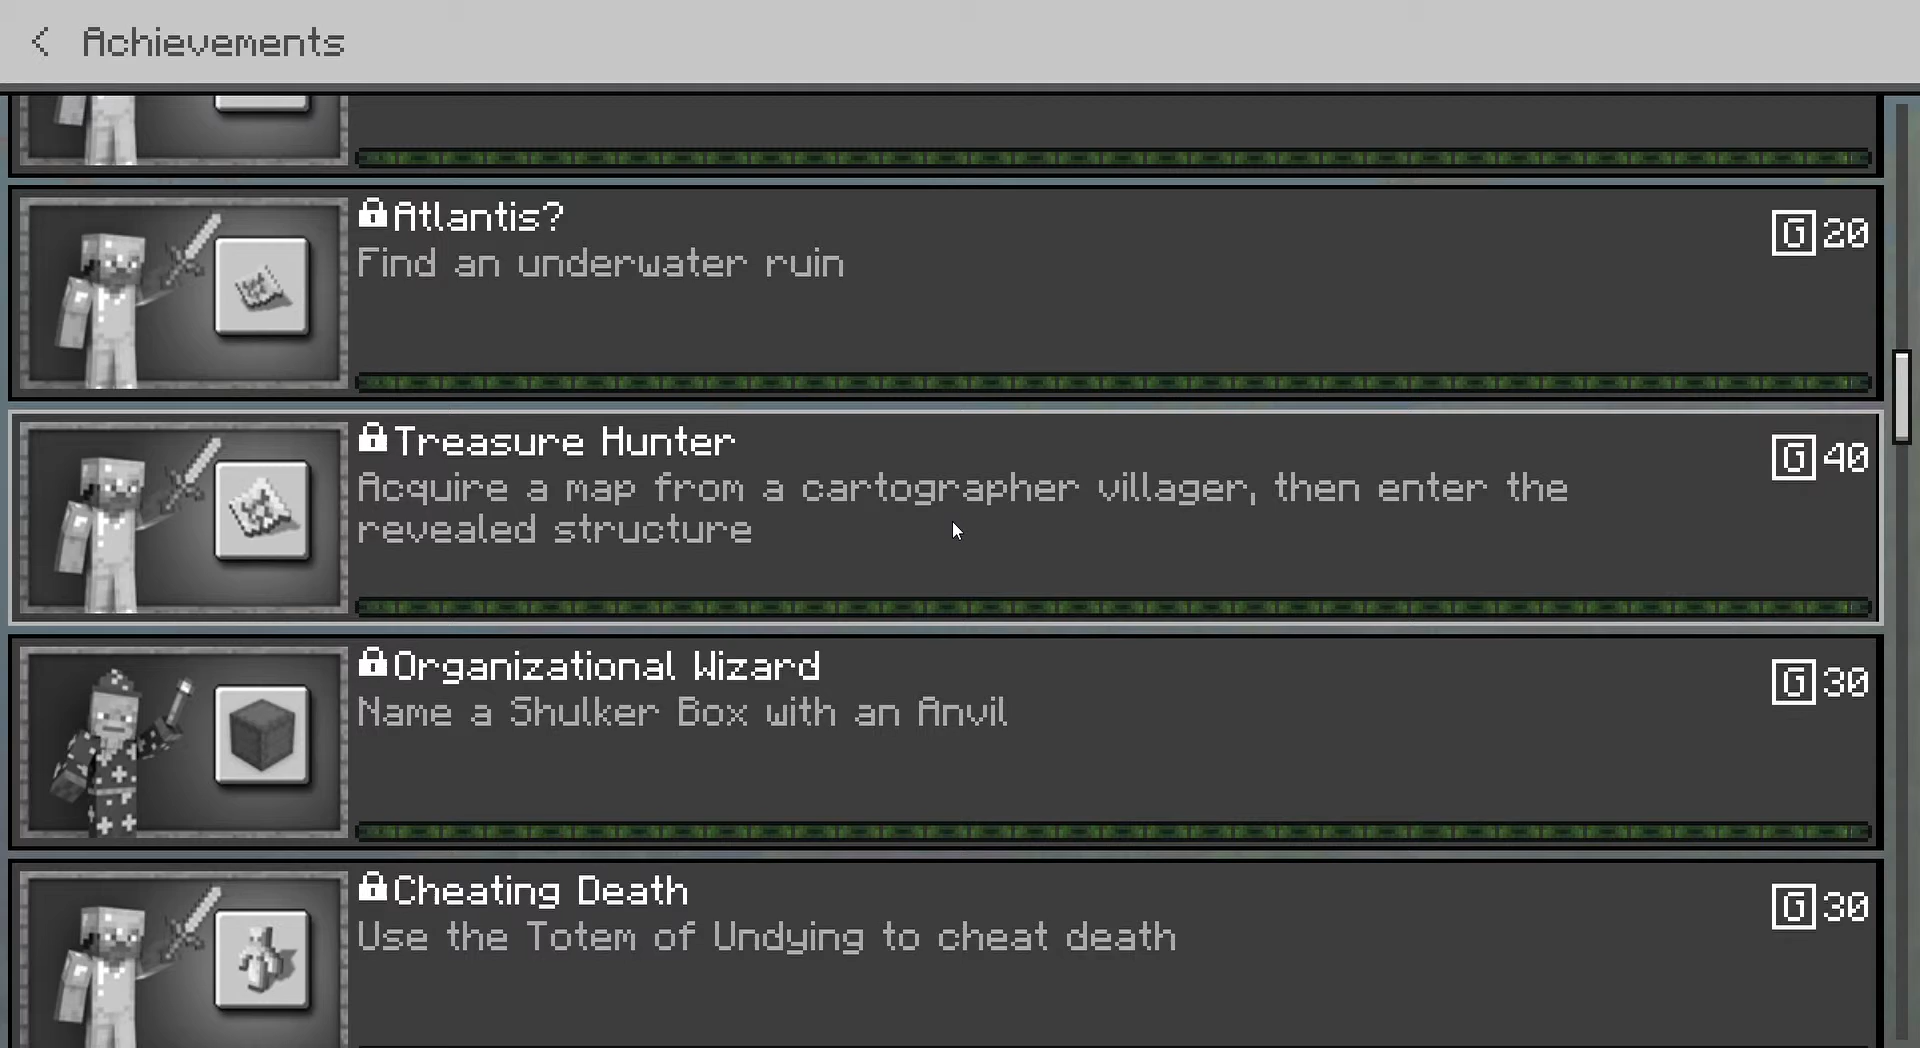 Achievements
Atlantis?
G 20
Find an underwater ruin
Treasure Hunter
G 40
Acquire a map from a cartographer villager, then enter the
revealed structure
Organizational Wizard
G 30
Name a Shulker Box with an Anvil
Cheating Death
G 30
Use the Totem of Undying to cheat death